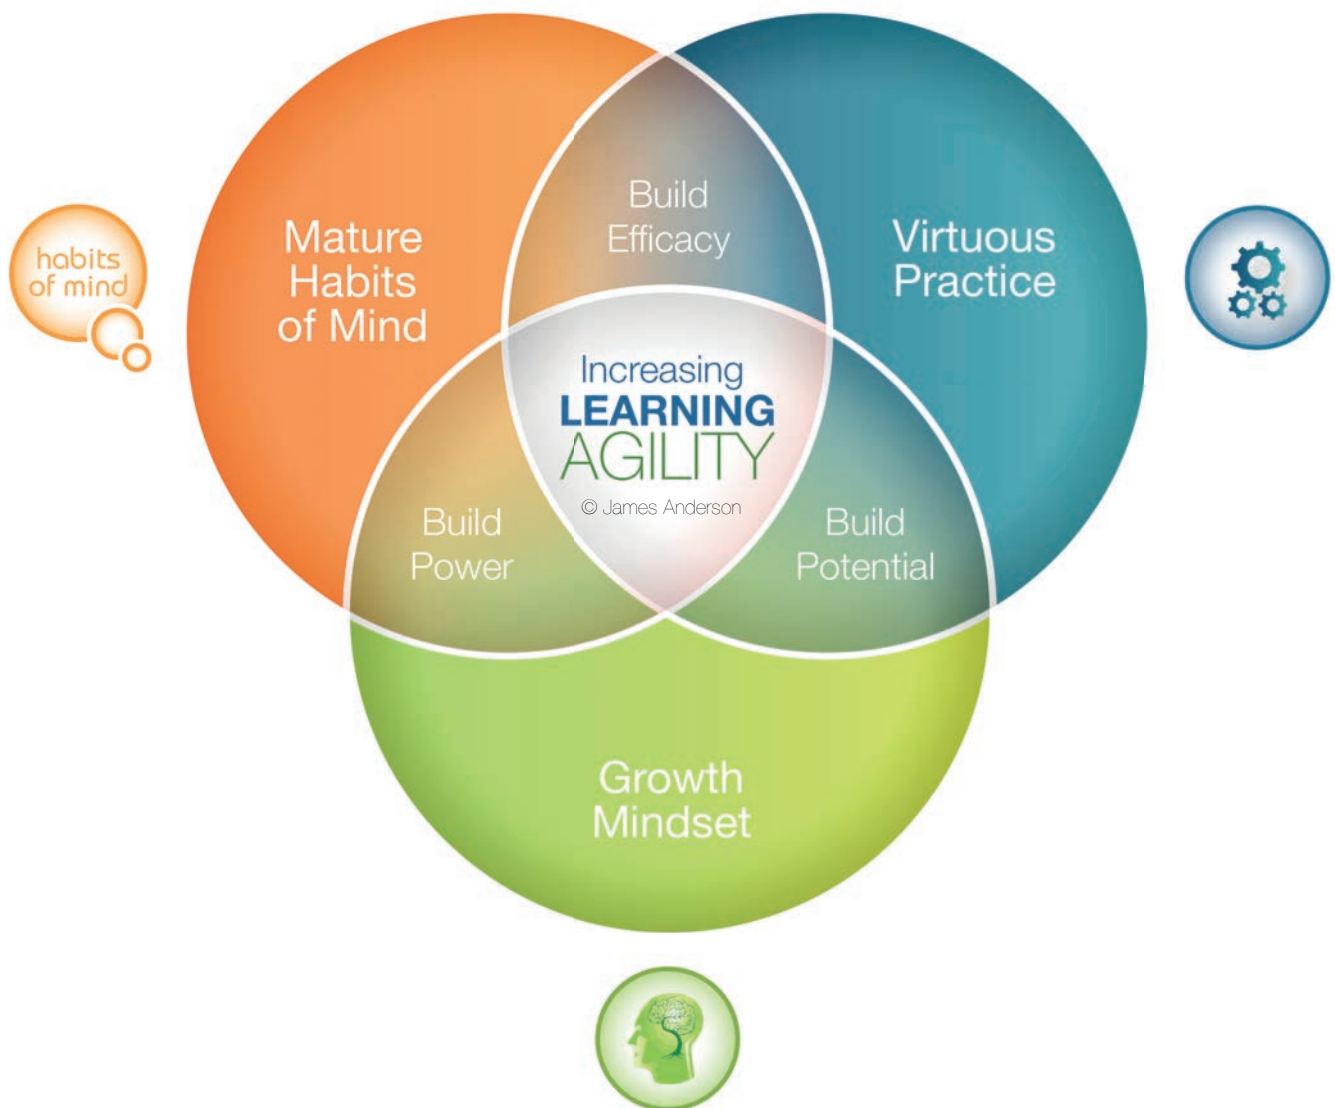 Build
Efficacy
Mature
Habits
of Mind
Virtuous
Practice
habits
of mind
Increasing
LEARNING
AGILITY
© James Anderson
Build
Power
Build
Potential
Growth
Mindset